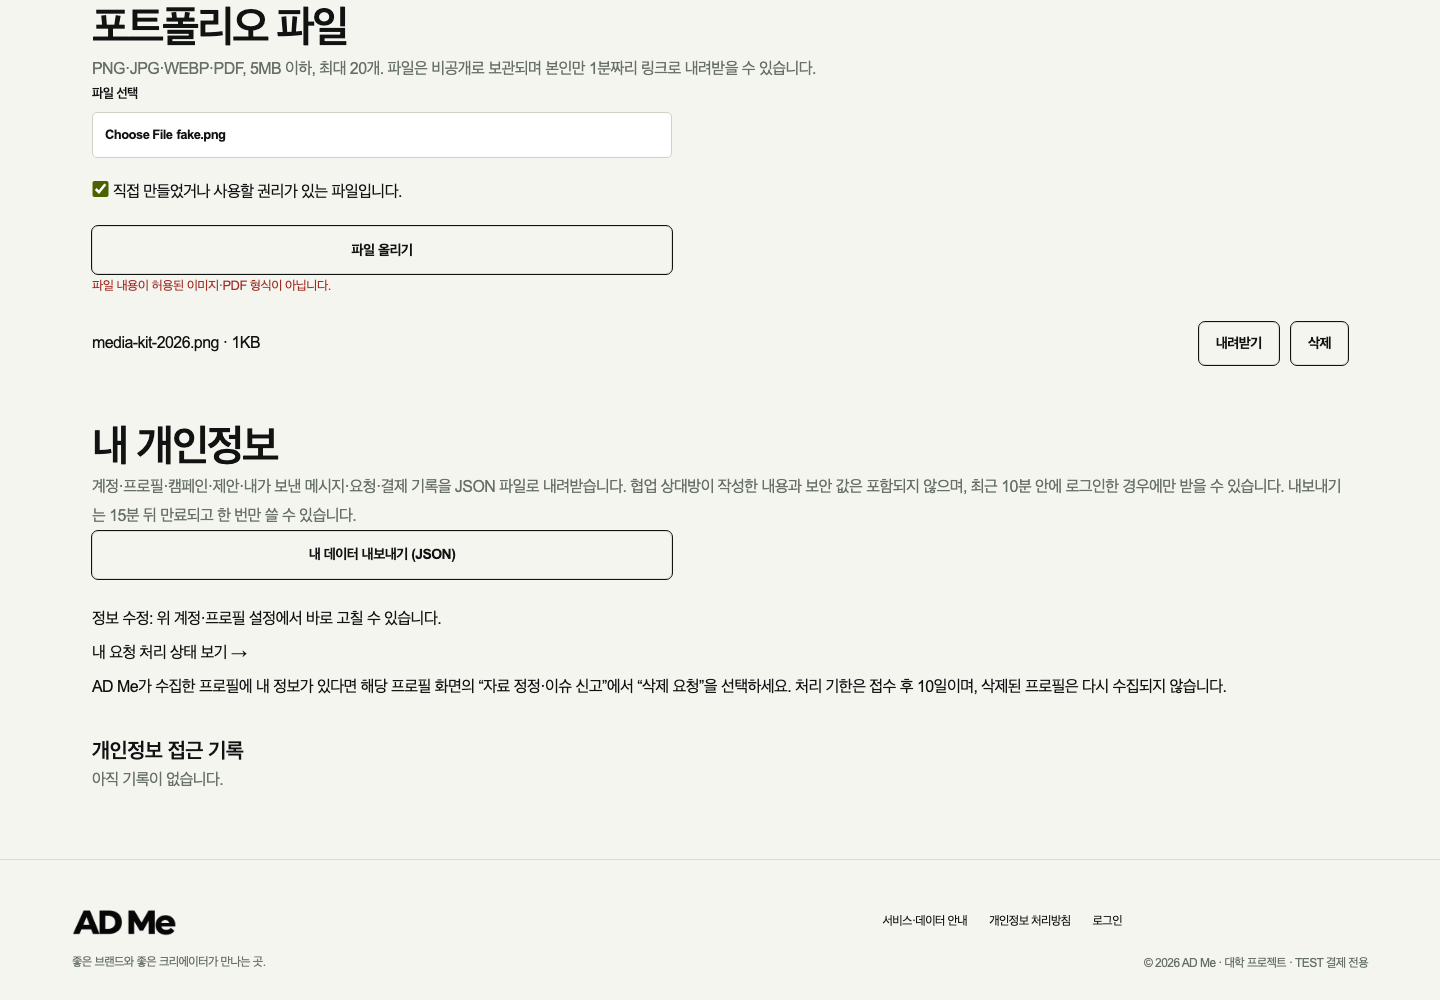 포트폴리오 파일
PNG·JPG·WEBP·PDF, 5MB 이하, 최대 20개. 파일은 비공개로 보관되며 본인만 1분짜리 링크로 내려받을 수 있습니다.
파일 선택
Choose File fake.png
직접 만들었거나 사용할 권리가 있는 파일입니다.
파일 올리기
파일 내용이 허용된 이미지·PDF 형식이 아닙니다.
media-kit-2026.png · 1KB
내려받기
삭제
내 개인정보
계정·프로필·캠페인·제안·내가 보낸 메시지·요청·결제 기록을 JSON 파일로 내려받습니다. 협업 상대방이 작성한 내용과 보안 값은 포함되지 않으며, 최근 10분 안에 로그인한 경우에만 받을 수 있습니다. 내보내기
는 15분 뒤 만료되고 한 번만 쓸 수 있습니다.
내 데이터 내보내기 (JSON)
정보 수정: 위 계정·프로필 설정에서 바로 고칠 수 있습니다.
내 요청 처리 상태 보기 →
AD Me가 수집한 프로필에 내 정보가 있다면 해당 프로필 화면의 “자료 정정·이슈 신고”에서 “삭제 요청”을 선택하세요. 처리 기한은 접수 후 10일이며, 삭제된 프로필은 다시 수집되지 않습니다.
개인정보 접근 기록
아직 기록이 없습니다.
AD Me
서비스·데이터 안내
개인정보 처리방침
로그인
좋은 브랜드와 좋은 크리에이터가 만나는 곳.
© 2026 AD Me · 대학 프로젝트 · TEST 결제 전용